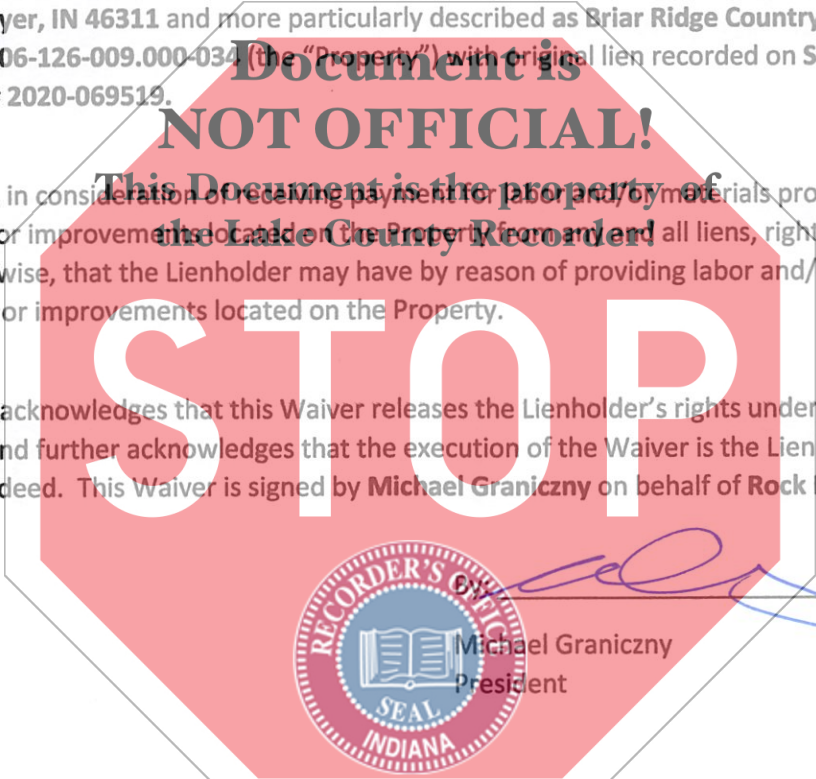 yer, IN 46311 and more particularly described as Briar Ridge Country
06-126-009.000-034 (the “Property”) with original lien recorded on S
2020-069519.
Document is
NOT OFFICIAL!
This Document is the property of
the Lake County Recorder!
in consideration of receiving payment for labor and/or materials pro
or improvements located on the Property from any and all liens, right
wise, that the Lienholder may have by reason of providing labor and/
or improvements located on the Property.
STOP
acknowledges that this Waiver releases the Lienholder’s rights under
nd further acknowledges that the execution of the Waiver is the Lien
deed. This Waiver is signed by Michael Graniczny on behalf of Rock
BY:
Michael Graniczny
President
RECORDER'S OFFICE
SEAL
INDIANA